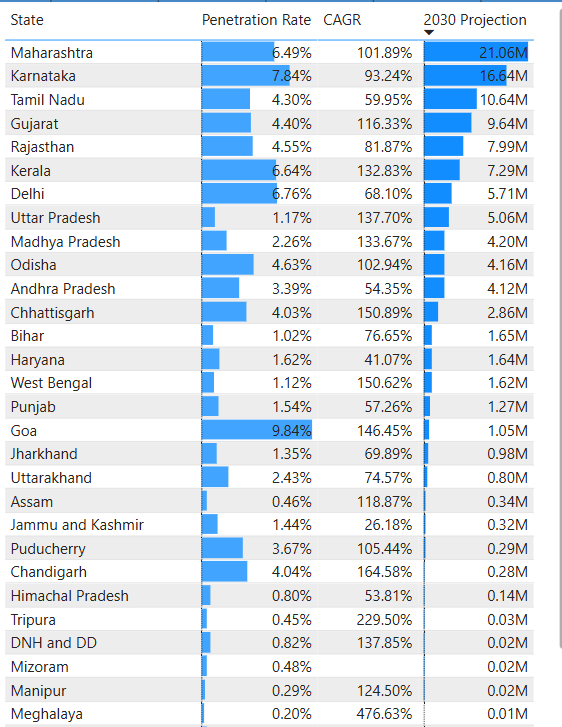 State Penetration Rate CAGR 2030 Projection
Maharashtra 6.49% 101.89% 21.06M
Karnataka 7.84% 93.24% 16.64M
Tamil Nadu 4.30% 59.95% 10.64M
Gujarat 4.40% 116.33% 9.64M
Rajasthan 4.55% 81.87% 7.99M
Kerala 6.64% 132.83% 7.29M
Delhi 6.76% 68.10% 5.71M
Uttar Pradesh 1.17% 137.70% 5.06M
Madhya Pradesh 2.26% 133.67% 4.20M
Odisha 4.63% 102.94% 4.16M
Andhra Pradesh 3.39% 54.35% 4.12M
Chhattisgarh 4.03% 150.89% 2.86M
Bihar 1.02% 76.65% 1.65M
Haryana 1.62% 41.07% 1.64M
West Bengal 1.12% 150.62% 1.62M
Punjab 1.54% 57.26% 1.27M
Goa 9.84% 146.45% 1.05M
Jharkhand 1.35% 69.89% 0.98M
Uttarakhand 2.43% 74.57% 0.80M
Assam 0.46% 118.87% 0.34M
Jammu and Kashmir 1.44% 26.18% 0.32M
Puducherry 3.67% 105.44% 0.29M
Chandigarh 4.04% 164.58% 0.28M
Himachal Pradesh 0.80% 53.81% 0.14M
Tripura 0.45% 229.50% 0.03M
DNH and DD 0.82% 137.85% 0.02M
Mizoram 0.48% 0.02M
Manipur 0.29% 124.50% 0.02M
Meghalaya 0.20% 476.63% 0.01M